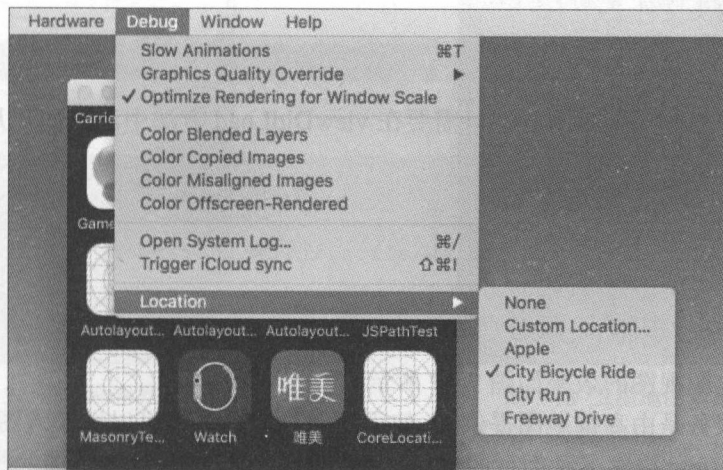 Hardware Debug Window Help
Slow Animations ⌘T
Graphics Quality Override ▶
✓ Optimize Rendering for Window Scale
Carrie
Color Blended Layers
Color Copied Images
Color Misaligned Images
Color Offscreen-Rendered
Game
Open System Log... ⌘/
Trigger iCloud sync ⇧⌘I
Location ▶
None
Custom Location...
Apple
✓ City Bicycle Ride
City Run
Freeway Drive
Autolayout... Autolayout... Autolayout... JSPathTest
唯美
MasonryTe... Watch 唯美 CoreLocati...